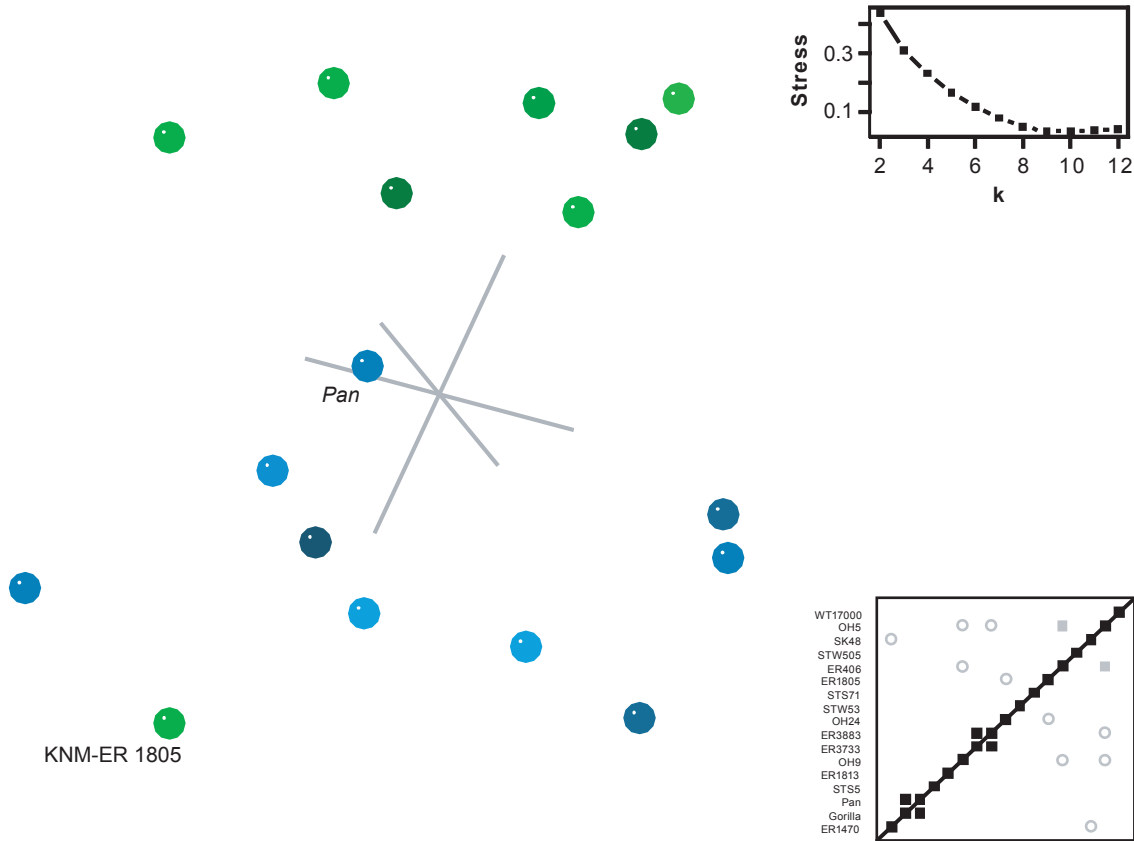 Stress
0.3
0.1
2 4 6 8 10 12
k
Pan
KNM-ER 1805
WT17000
OH5
SK48
STW505
ER406
ER1805
STS71
STW53
OH24
ER3883
ER3733
OH9
ER1813
STS5
Pan
Gorilla
ER1470